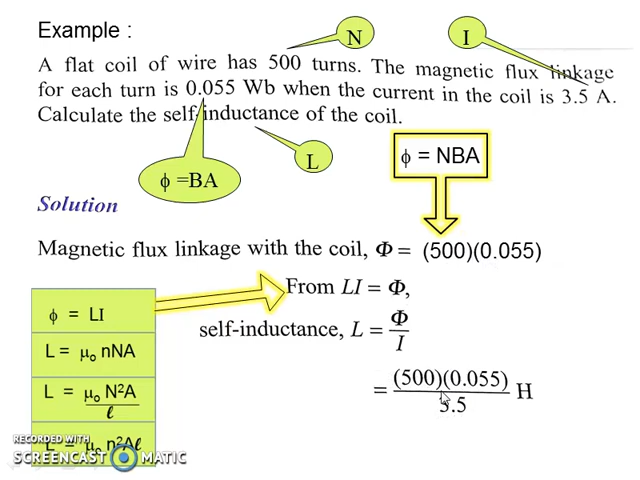 Example :
N
I
A flat coil of wire has 500 turns. The magnetic flux linkage
for each turn is 0.055 Wb when the current in the coil is 3.5 A.
Calculate the self-inductance of the coil.
L
ϕ = NBA
ϕ =BA
Solution
Magnetic flux linkage with the coil, Φ = (500)(0.055)
From LI = Φ,
ϕ = LI
self-inductance, L = Φ/I
L = μₒ nNA
L = μₒ N²A/ℓ
= (500)(0.055)/3.5 H
L = μₒ n²Aℓ
RECORDED WITH
SCREENCAST MATIC